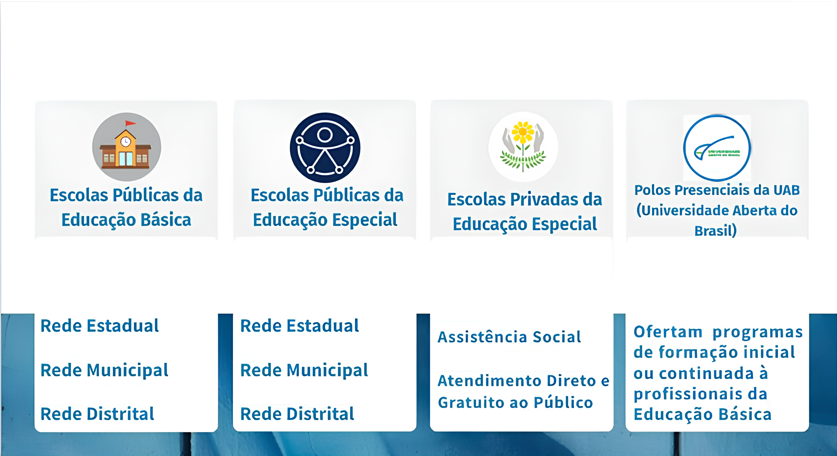 Escolas Públicas da
Educação Básica
Rede Estadual
Rede Municipal
Rede Distrital
Escolas Públicas da
Educação Especial
Rede Estadual
Rede Municipal
Rede Distrital
Escolas Privadas da
Educação Especial
Assistência Social
Atendimento Direto e
Gratuito ao Público
UNIVERSIDADE
ABERTA DO BRASIL
Polos Presenciais da UAB
(Universidade Aberta do
Brasil)
Ofertam programas
de formação inicial
ou continuada à
profissionais da
Educação Básica